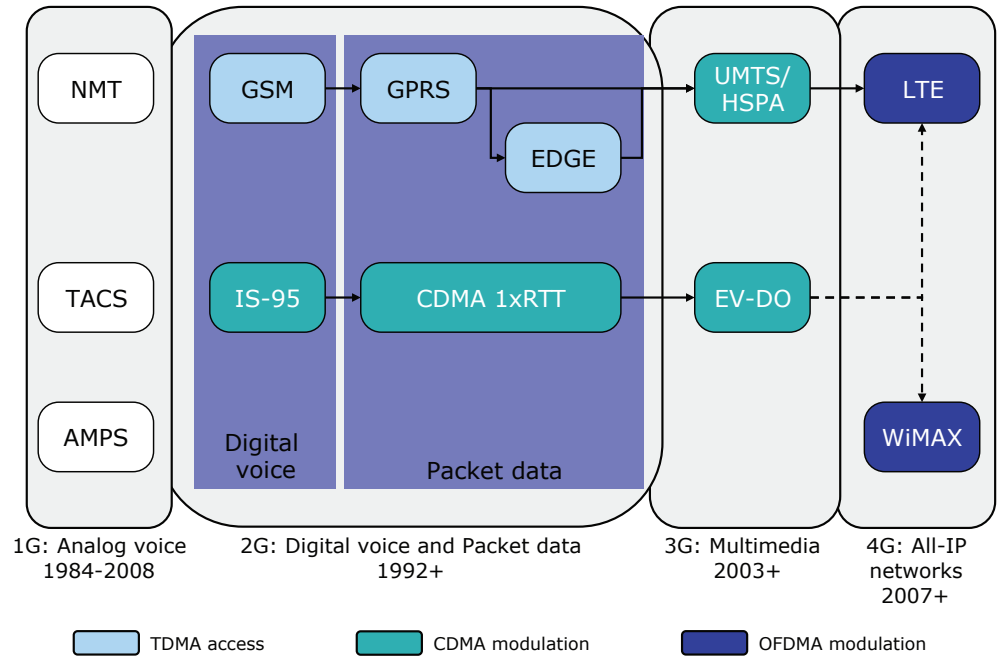 NMT
TACS
AMPS
GSM
GPRS
EDGE
IS-95
CDMA 1xRTT
Digital
voice
Packet data
UMTS/
HSPA
EV-DO
LTE
WiMAX
1G: Analog voice
1984-2008
2G: Digital voice and Packet data
1992+
3G: Multimedia
2003+
4G: All-IP
networks
2007+
TDMA access
CDMA modulation
OFDMA modulation